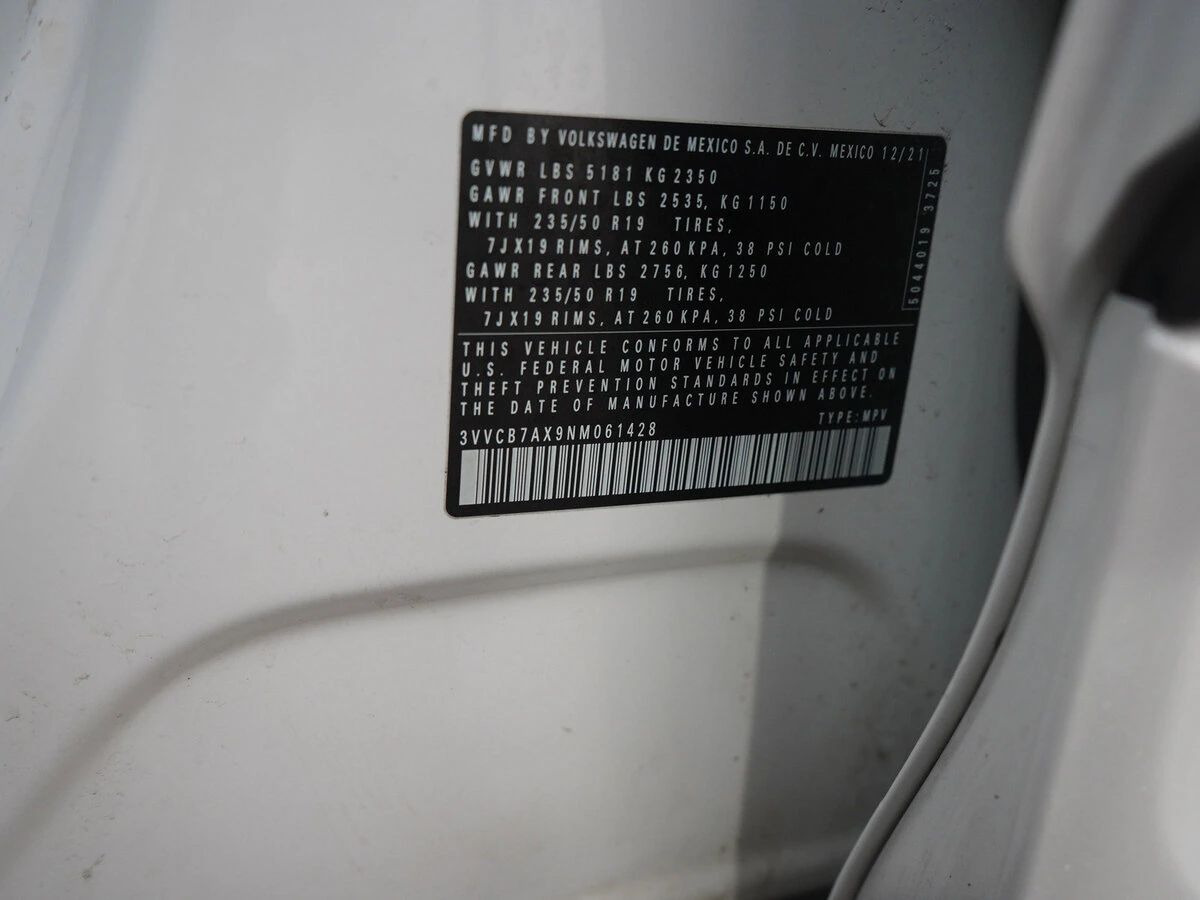 MFD BY VOLKSWAGEN DE MEXICO S.A. DE C.V. MEXICO 12/21
GVWR LBS 5181 KG 2350
GAWR FRONT LBS 2535, KG 1150
WITH 235/50 R19 TIRES,
7JX19 RIMS, AT 260 KPA, 38 PSI COLD
GAWR REAR LBS 2756, KG 1250
WITH 235/50 R19 TIRES,
7JX19 RIMS, AT 260 KPA, 38 PSI COLD
5044019 3725
THIS VEHICLE CONFORMS TO ALL APPLICABLE
U.S. FEDERAL MOTOR VEHICLE SAFETY AND
THEFT PREVENTION STANDARDS IN EFFECT ON
THE DATE OF MANUFACTURE SHOWN ABOVE.
TYPE: MPV
3VVCB7AX9NM061428